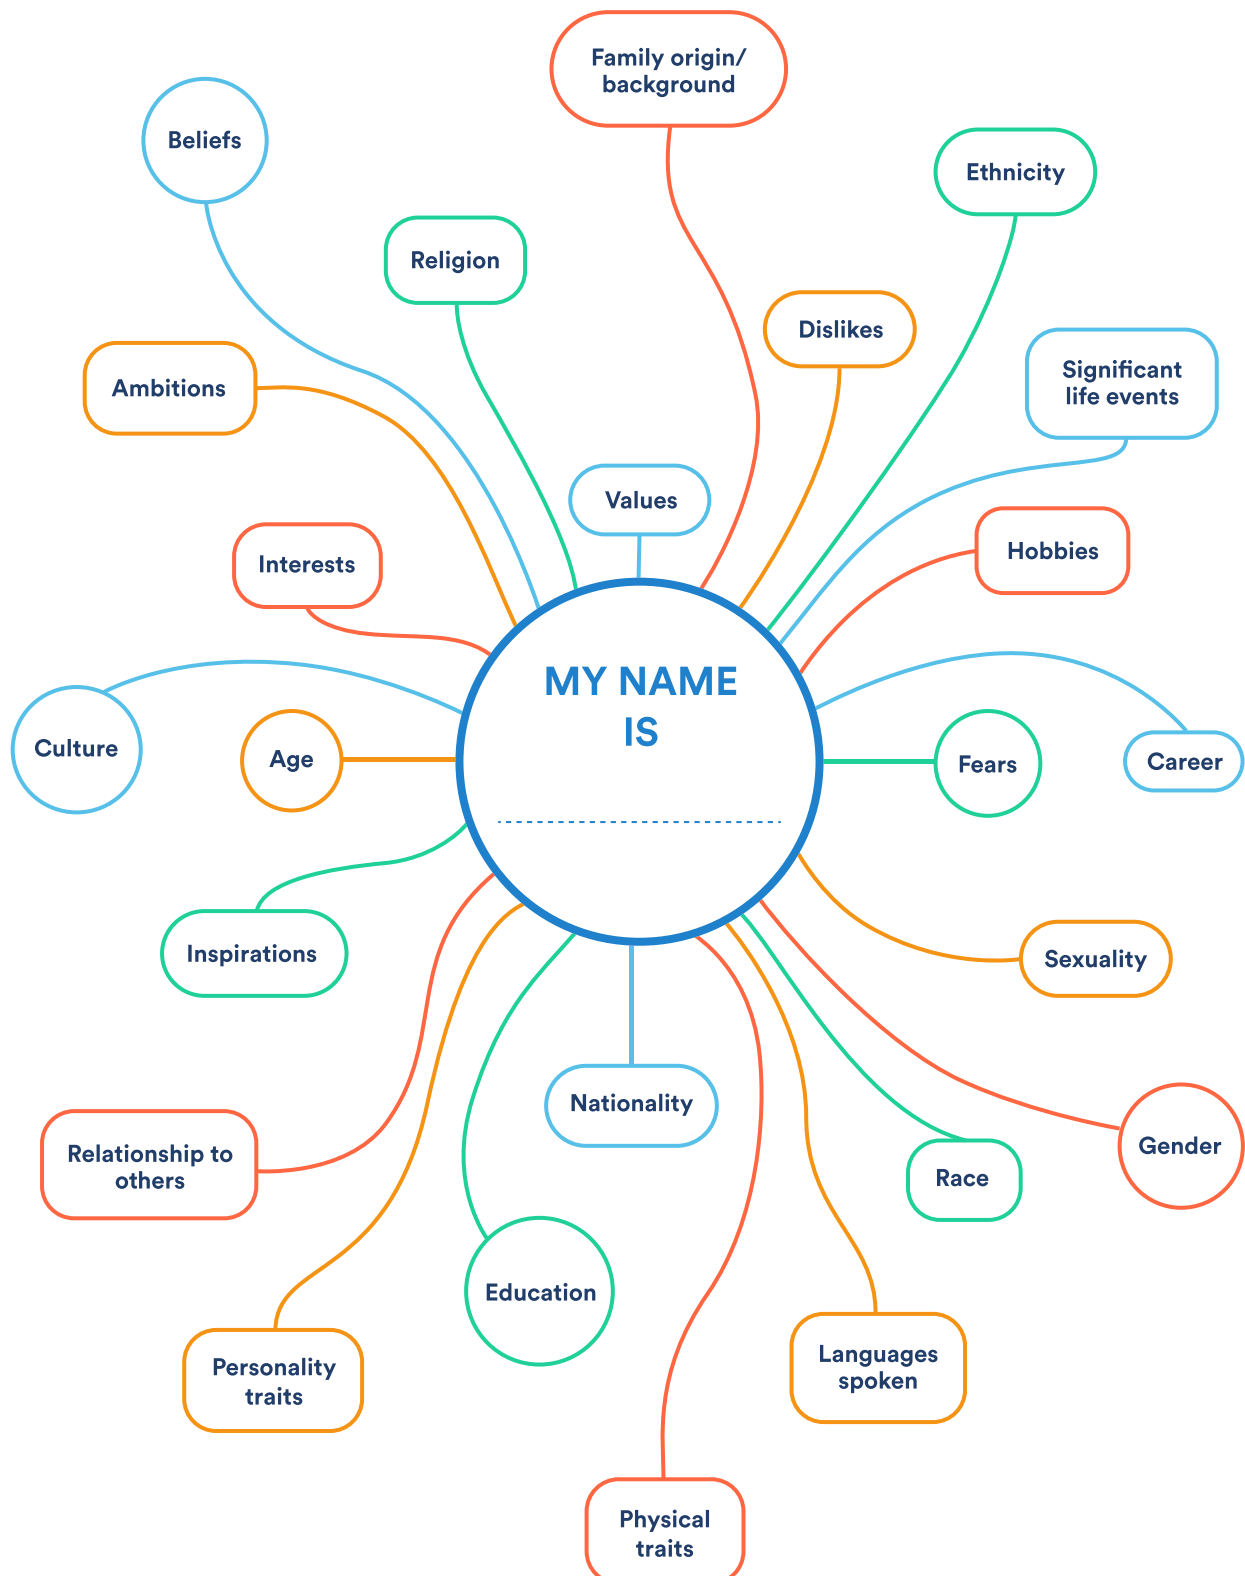 Family origin/
background
Beliefs
Ethnicity
Religion
Dislikes
Significant
life events
Ambitions
Values
Hobbies
Interests
MY NAME
IS
Culture
Age
Fears
Career
Inspirations
Sexuality
Nationality
Relationship to
others
Gender
Race
Education
Personality
traits
Languages
spoken
Physical
traits